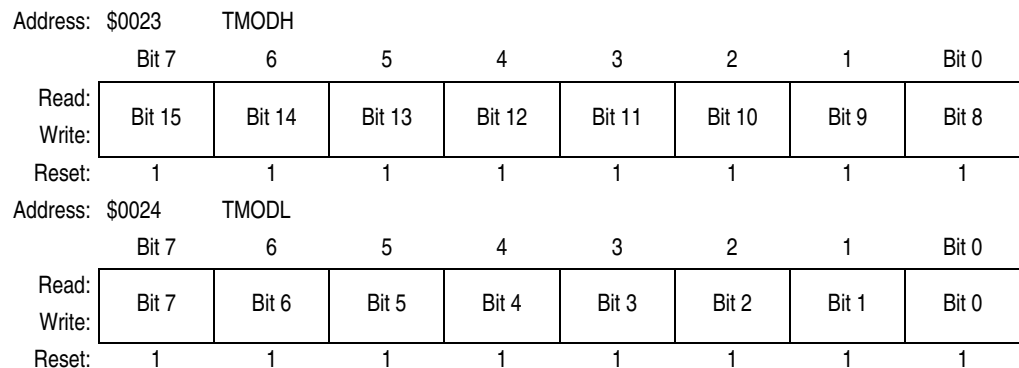 Address: $0023 TMODH
Bit 7 6 5 4 3 2 1 Bit 0
Read:
Bit 15 Bit 14 Bit 13 Bit 12 Bit 11 Bit 10 Bit 9 Bit 8
Write:
Reset: 1 1 1 1 1 1 1 1
Address: $0024 TMODL
Bit 7 6 5 4 3 2 1 Bit 0
Read:
Bit 7 Bit 6 Bit 5 Bit 4 Bit 3 Bit 2 Bit 1 Bit 0
Write:
Reset: 1 1 1 1 1 1 1 1